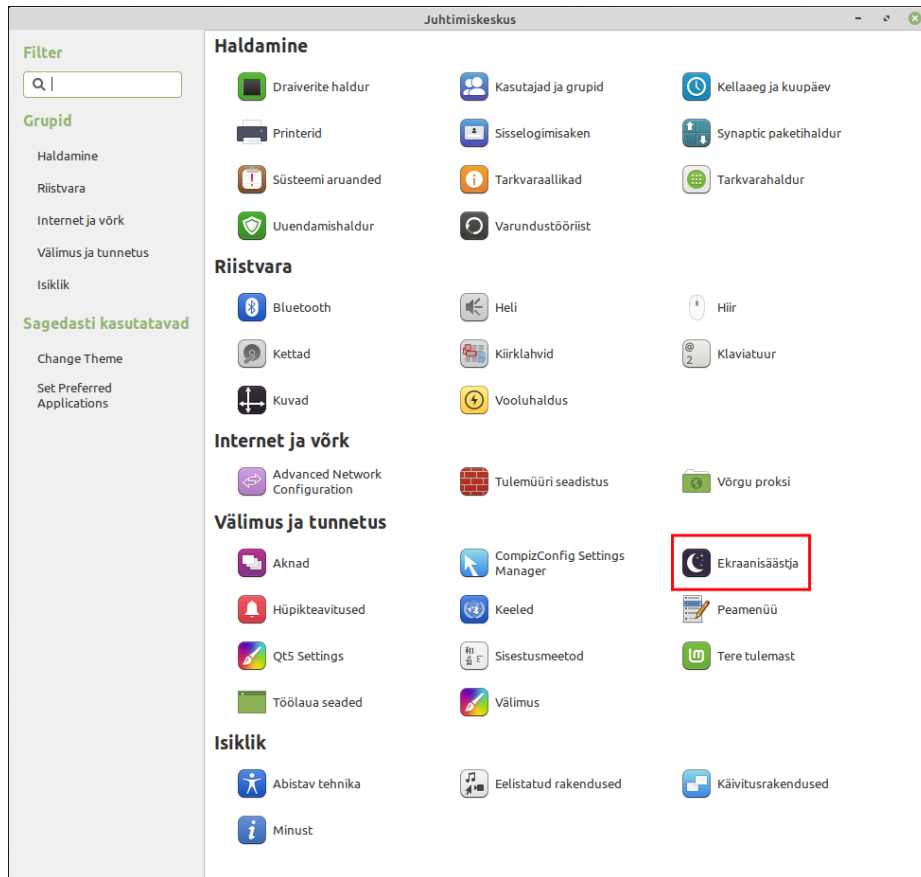 Juhtimiskeskus
Filter
Grupid
Haldamine
Riistvara
Internet ja võrk
Välimus ja tunnetus
Isiklik
Sagedasti kasutatavad
Change Theme
Set Preferred
Applications
Haldamine
Draiverite haldur
Kasutajad ja grupid
Kellaaeg ja kuupäev
Printerid
Sisselogimisaken
Synaptic paketihaldur
Süsteemi aruanded
Tarkvaraallikad
Tarkvarahaldur
Uuendamishaldur
Varundustööriist
Riistvara
Bluetooth
Heli
Hiir
Kettad
Kiirklahvid
@
2
Klaviatuur
Kuvad
Vooluhaldus
Internet ja võrk
Advanced Network
Configuration
Tulemüüri seadistus
Võrgu proksi
Välimus ja tunnetus
Aknad
CompizConfig Settings
Manager
Ekraanisäästja
Hüpikteavitused
Keeled
Peamenüü
Qt5 Settings
Sisestusmeetod
Tere tulemast
Töölaua seaded
Välimus
Isiklik
Abistav tehnika
Eelistatud rakendused
Käivitusrakendused
Minust